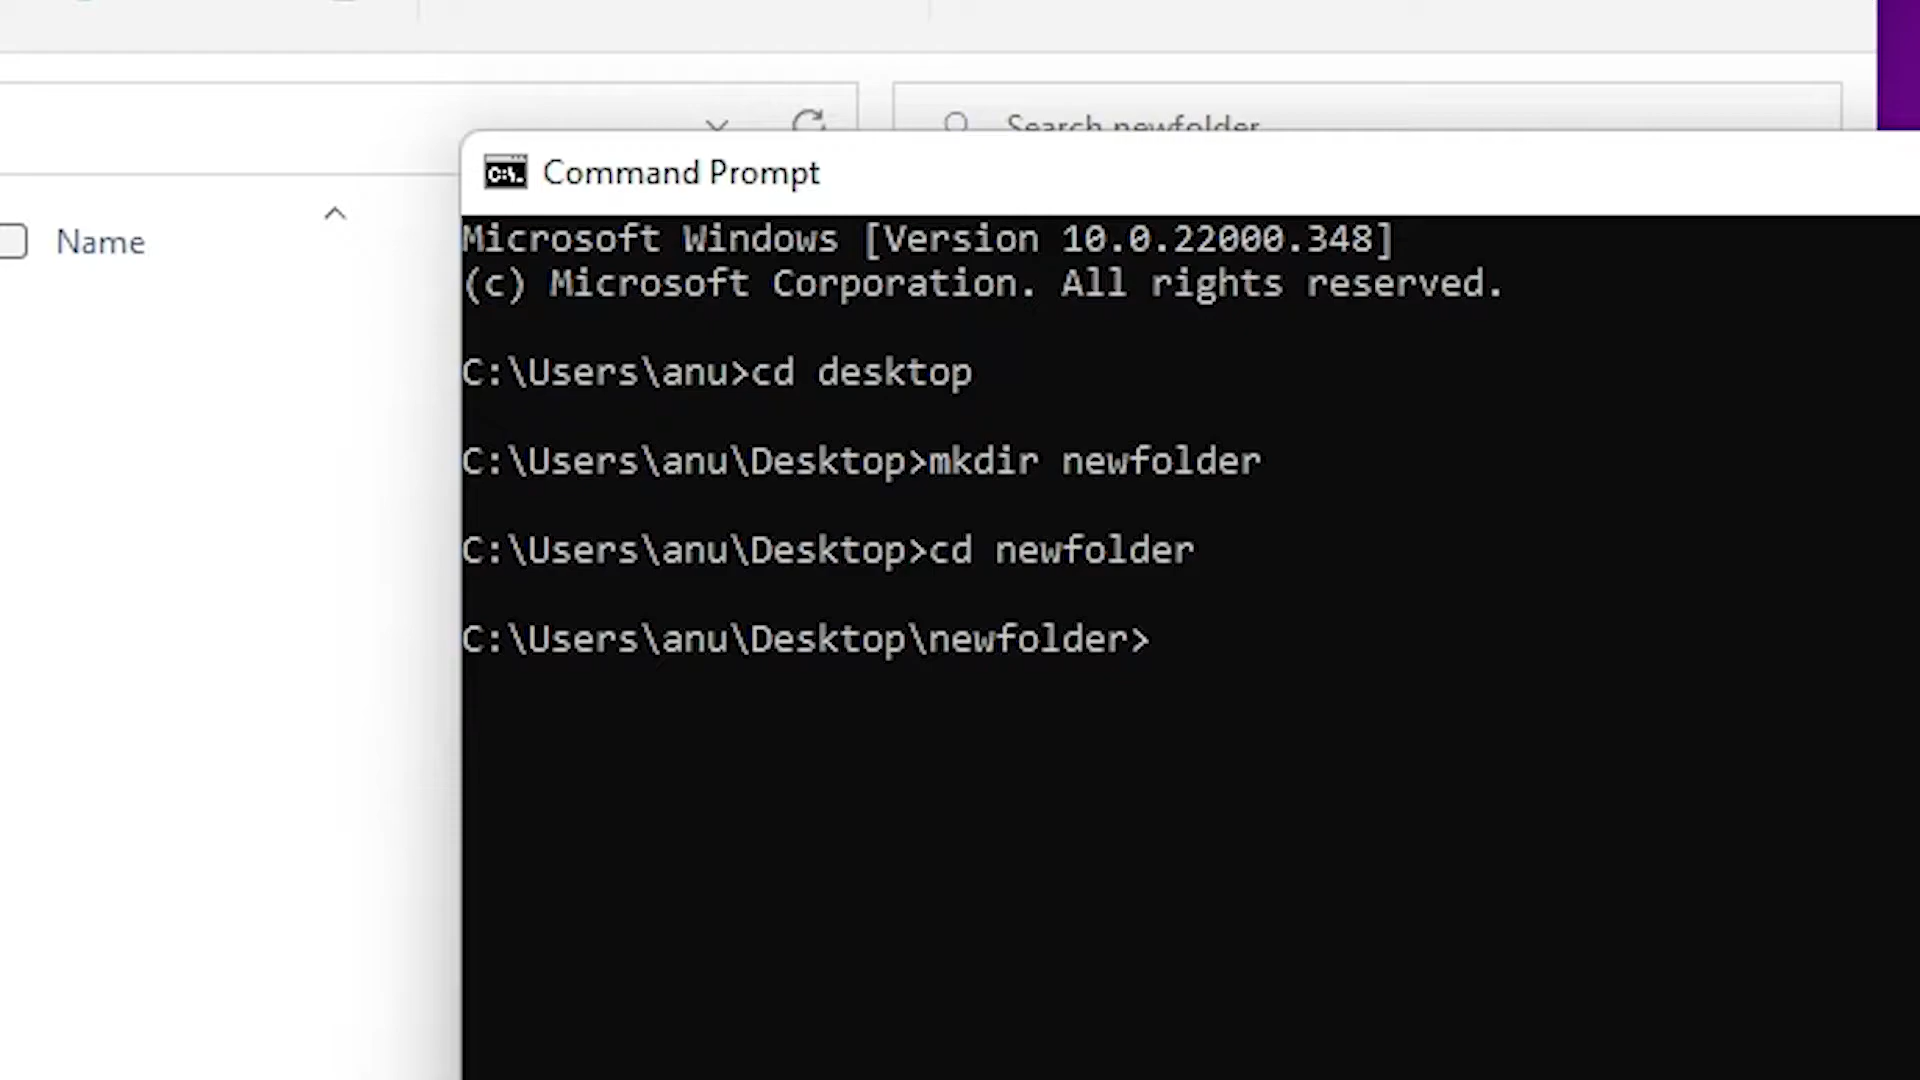 Search newfolder
C:\. Command Prompt
Name
Microsoft Windows [Version 10.0.22000.348]
(c) Microsoft Corporation. All rights reserved.
C:\Users\anu>cd desktop
C:\Users\anu\Desktop>mkdir newfolder
C:\Users\anu\Desktop>cd newfolder
C:\Users\anu\Desktop\newfolder>